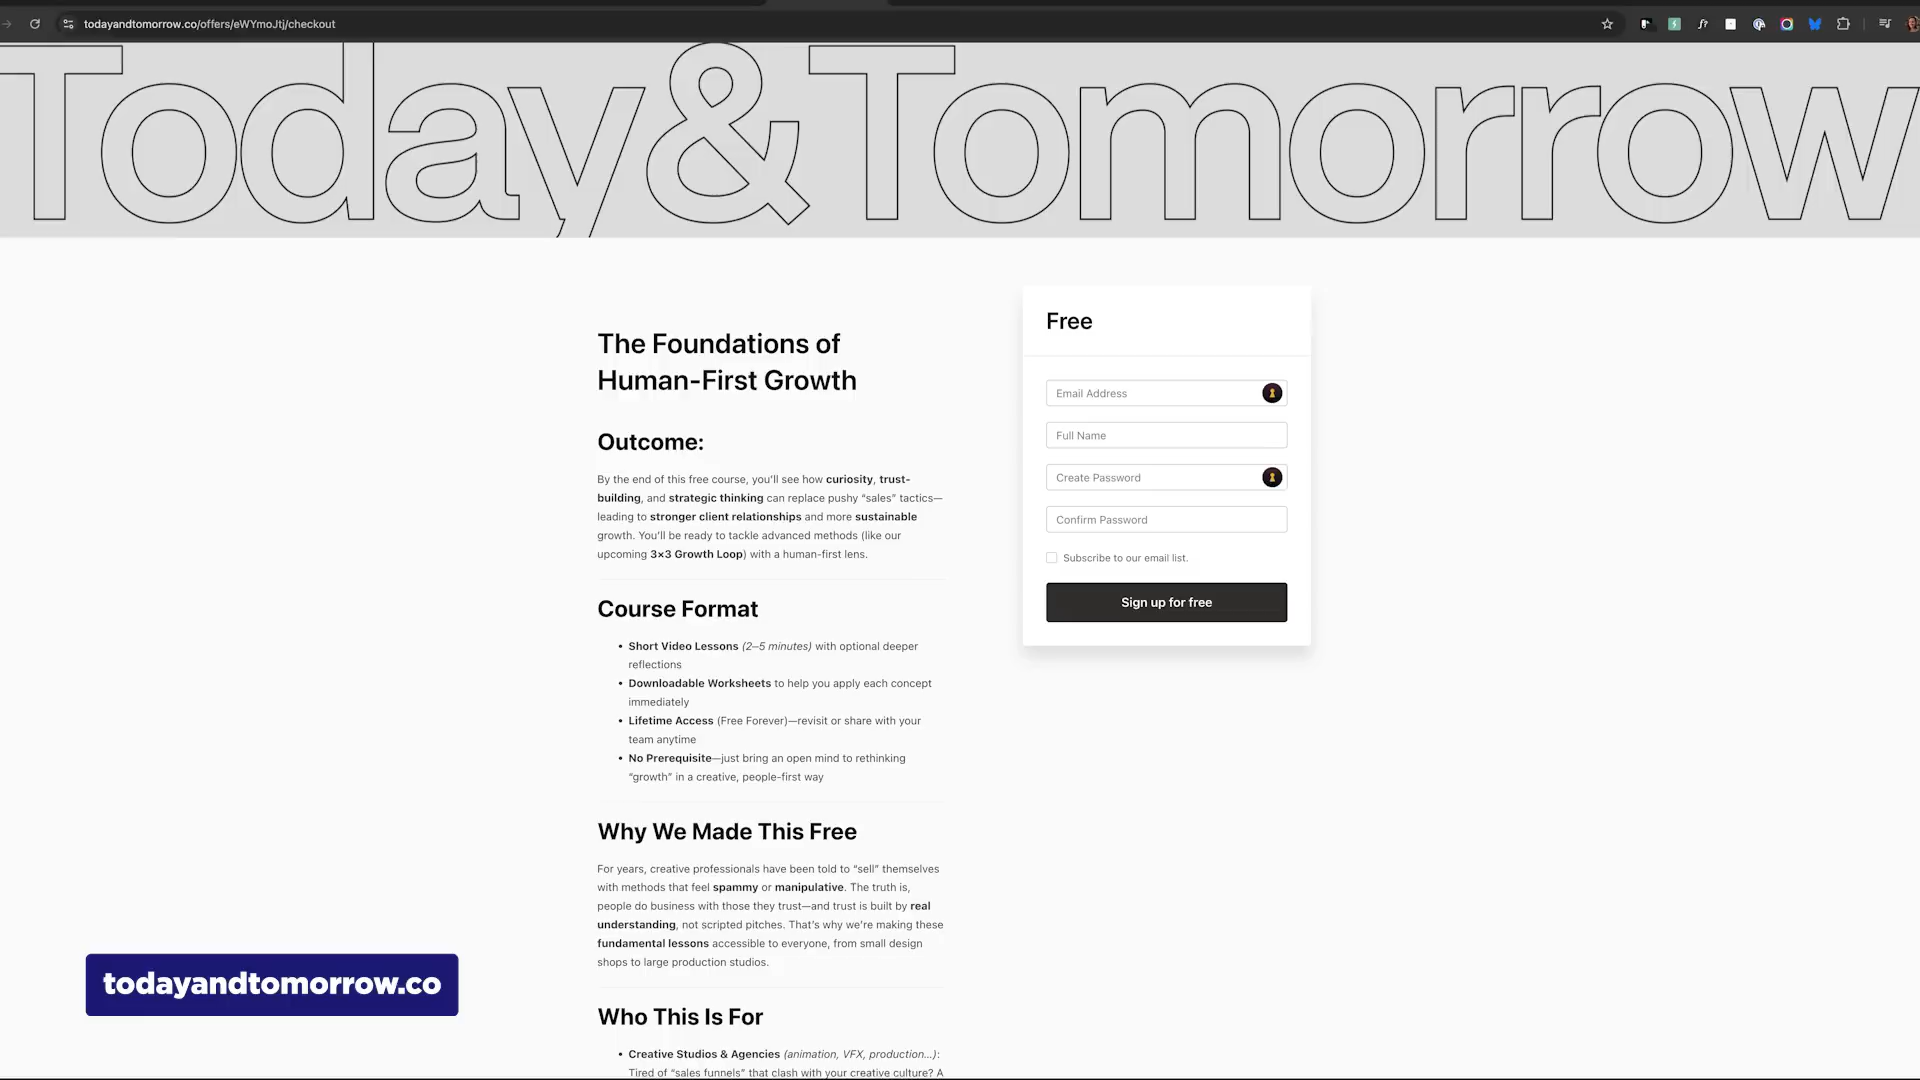 todayandtomorrow.co/offers/eWYmoJtj/checkout
Today & Tomorrow
The Foundations of
Human-First Growth
Outcome:
By the end of this free course, you’ll see how curiosity, trust-
building, and strategic thinking can replace pushy “sales” tactics—
leading to stronger client relationships and more sustainable
growth. You’ll be ready to tackle advanced methods (like our
upcoming 3×3 Growth Loop) with a human-first lens.
Course Format
• Short Video Lessons (2–5 minutes) with optional deeper
reflections
• Downloadable Worksheets to help you apply each concept
immediately
• Lifetime Access (Free Forever)—revisit or share with your
team anytime
• No Prerequisite—just bring an open mind to rethinking
“growth” in a creative, people-first way
Why We Made This Free
For years, creative professionals have been told to “sell” themselves
with methods that feel spammy or manipulative. The truth is,
people do business with those they trust—and trust is built by real
understanding, not scripted pitches. That’s why we’re making these
fundamental lessons accessible to everyone, from small design
shops to large production studios.
Who This Is For
• Creative Studios & Agencies (animation, VFX, production…):
Tired of “sales funnels” that clash with your creative culture? A
Free
Email Address
Full Name
Create Password
Confirm Password
Subscribe to our email list.
Sign up for free
todayandtomorrow.co